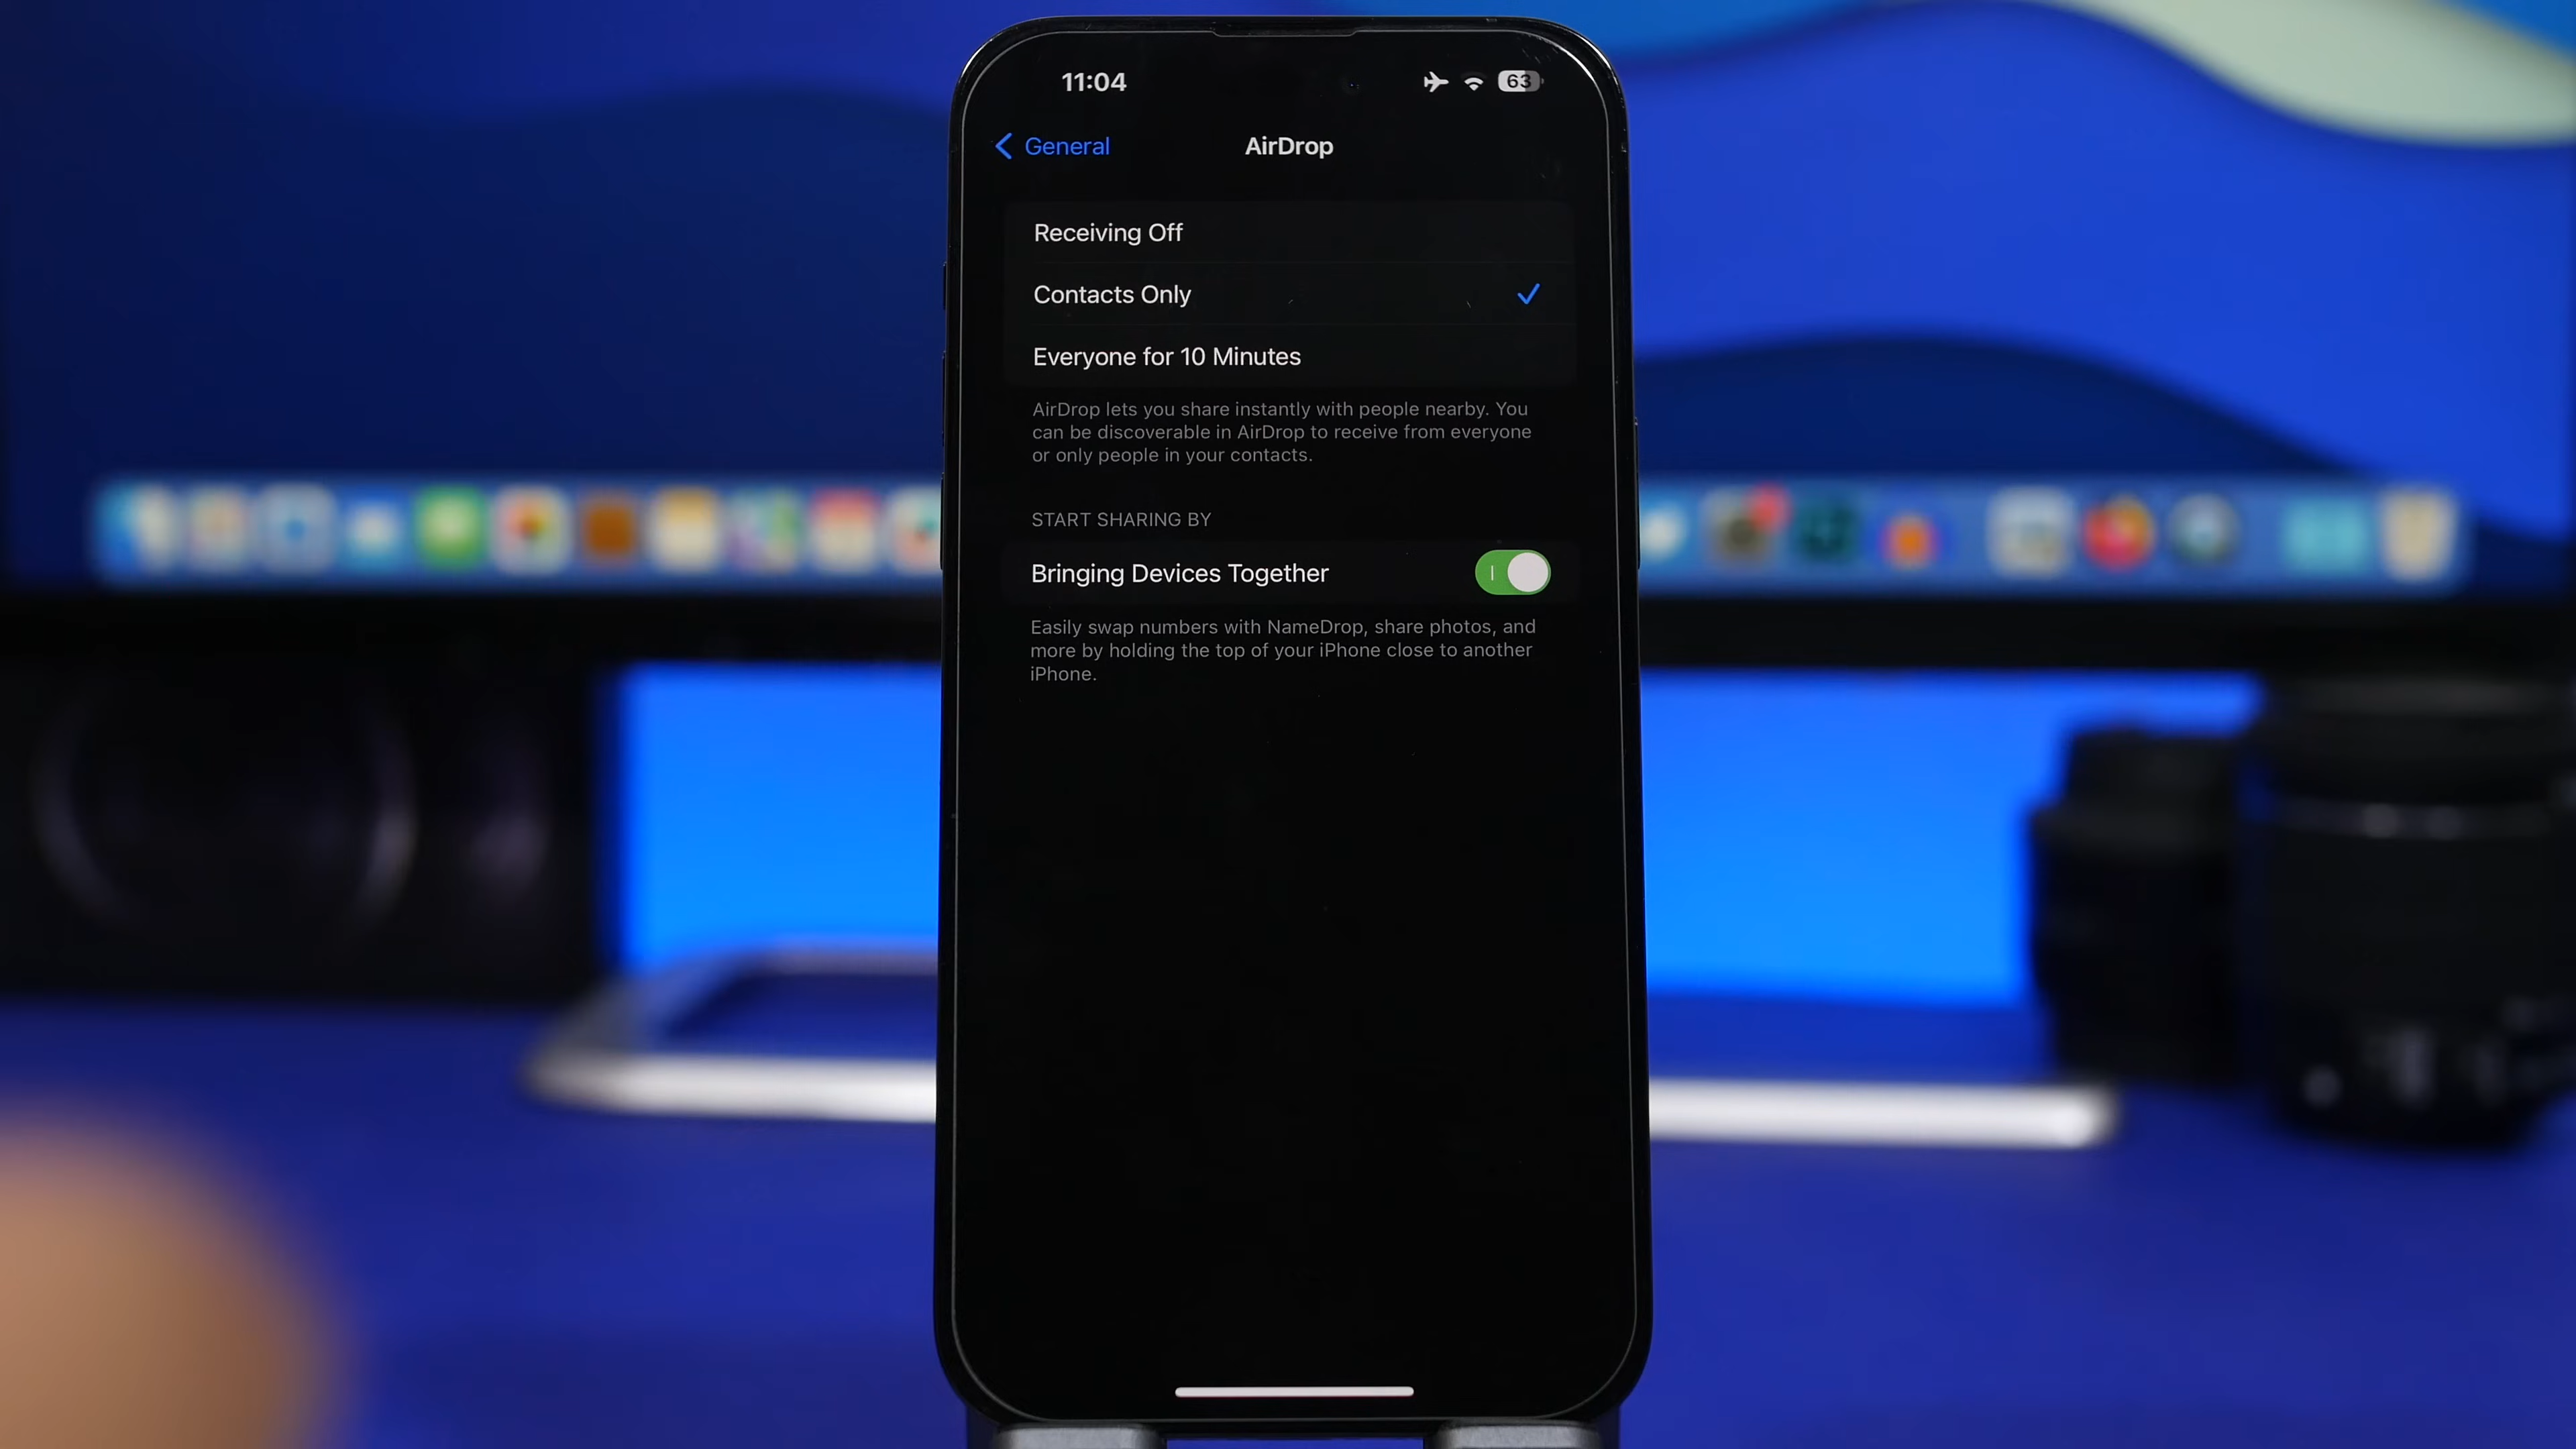 11:04
63
General
AirDrop
Receiving Off
Contacts Only
Everyone for 10 Minutes
AirDrop lets you share instantly with people nearby. You
can be discoverable in AirDrop to receive from everyone
or only people in your contacts.
START SHARING BY
Bringing Devices Together
Easily swap numbers with NameDrop, share photos, and
more by holding the top of your iPhone close to another
iPhone.